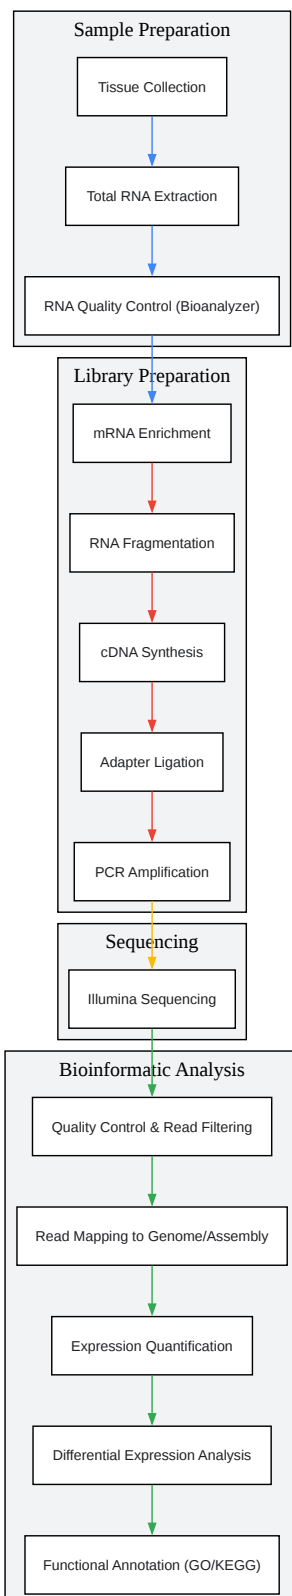 Sample Preparation
Tissue Collection
Total RNA Extraction
RNA Quality Control (Bioanalyzer)
Library Preparation
mRNA Enrichment
RNA Fragmentation
cDNA Synthesis
Adapter Ligation
PCR Amplification
Sequencing
Illumina Sequencing
Bioinformatic Analysis
Quality Control & Read Filtering
Read Mapping to Genome/Assembly
Expression Quantification
Differential Expression Analysis
Functional Annotation (GO/KEGG)